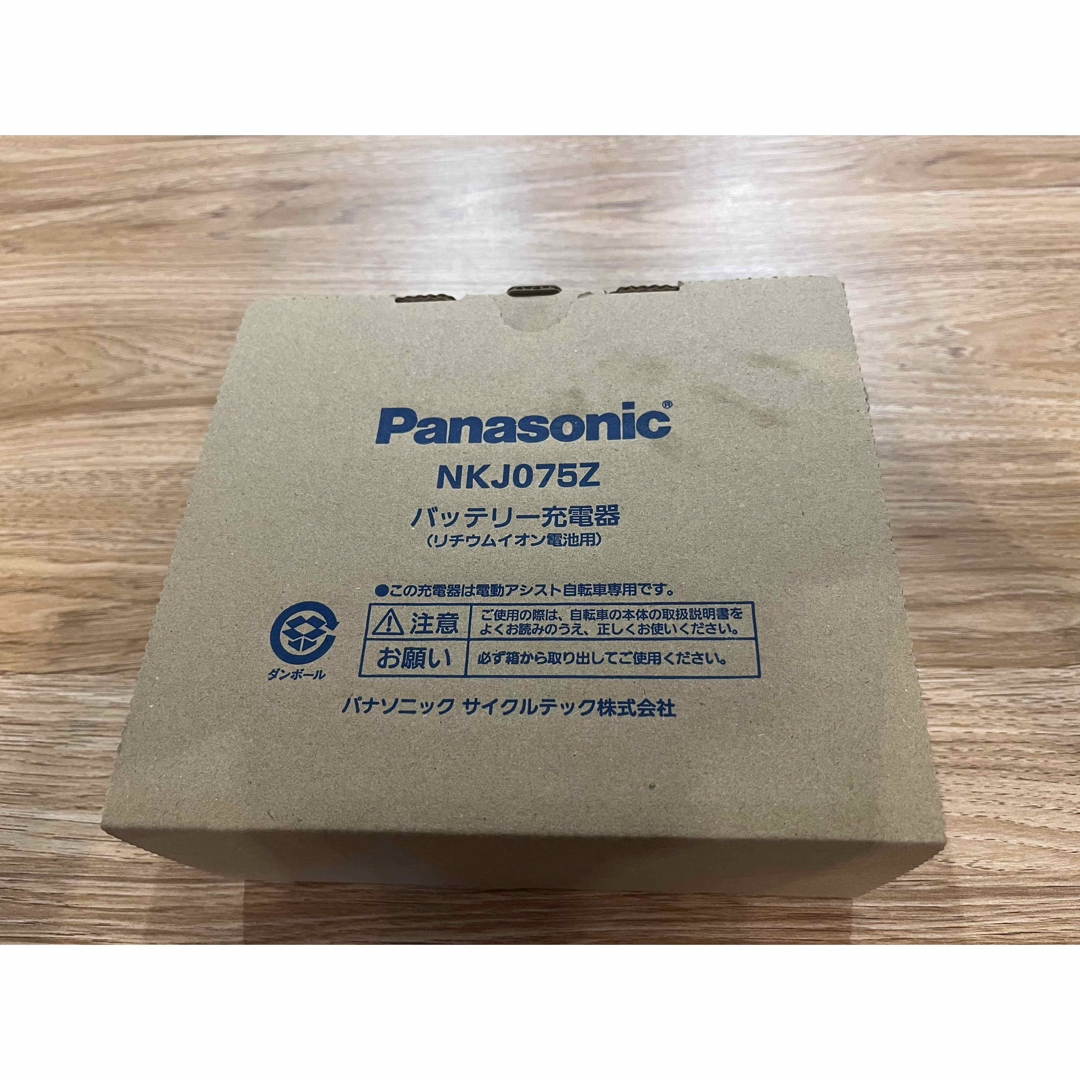 Panasonic®
NKJ075Z
バッテリー充電器
(リチウムイオン電池用)
●この充電器は電動アシスト自転車専用です。
注意
ご使用の際は、自転車の本体の取扱説明書を
よくお読みのうえ、正しくお使いください。
お願い
必ず箱から取り出してご使用ください。
ダンボール
パナソニック サイクルテック株式会社